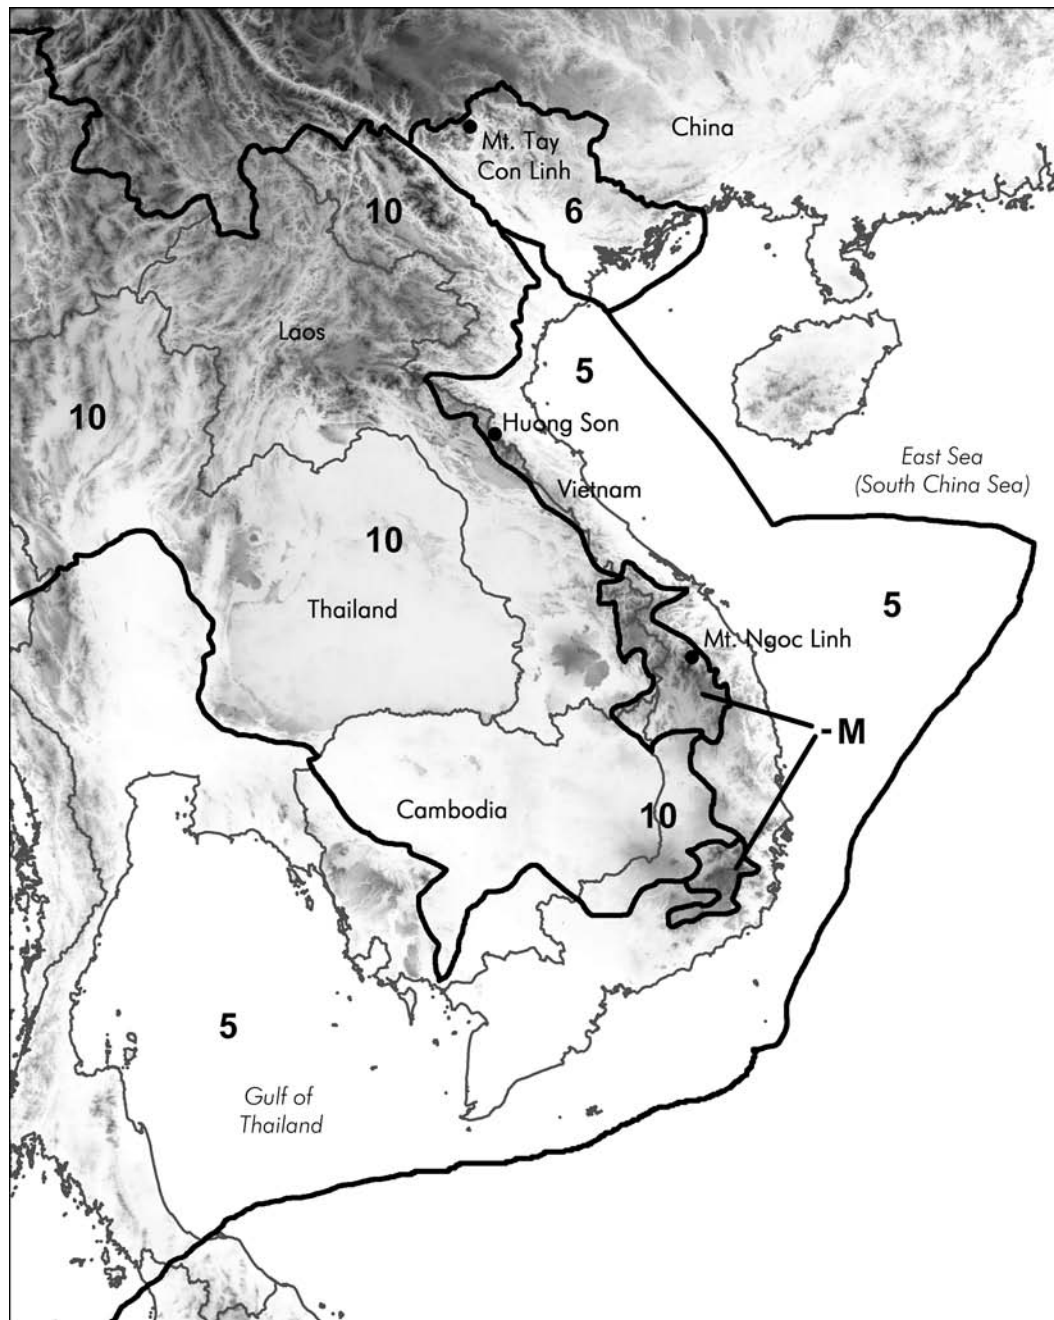 China
Mt. Tay
Con Linh
10
6
Laos
5
10
Huong Son
East Sea
(South China Sea)
Vietnam
10
Thailand
5
Mt. Ngoc Linh
- M
Cambodia
10
5
Gulf of
Thailand